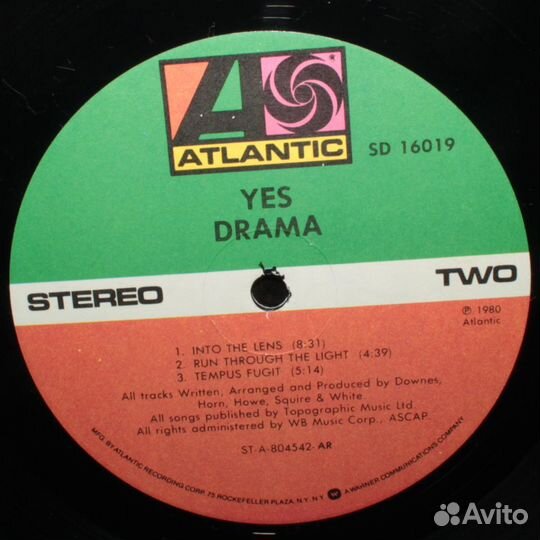 ATLANTIC
SD 16019
YES
DRAMA
STEREO
TWO
℗ 1980
Atlantic
1. INTO THE LENS (8:31)
2. RUN THROUGH THE LIGHT (4:39)
3. TEMPUS FUGIT (5:14)
All tracks Written, Arranged and Produced by Downes,
Horn, Howe, Squire & White.
All songs published by Topographic Music Ltd.
All rights administered by WB Music Corp., ASCAP.
ST-A-804542-AR
MFG. BY ATLANTIC RECORDING CORP. 75 ROCKEFELLER PLAZA, N.Y. N.Y. W A WARNER COMMUNICATIONS COMPANY
Avito